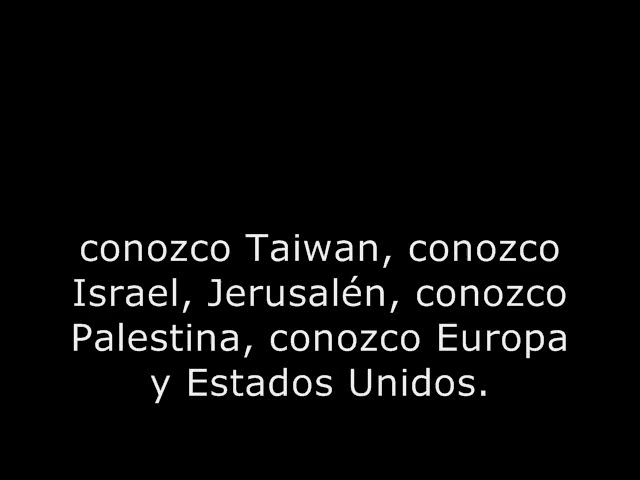 conozco Taiwan, conozco
Israel, Jerusalén, conozco
Palestina, conozco Europa
y Estados Unidos.